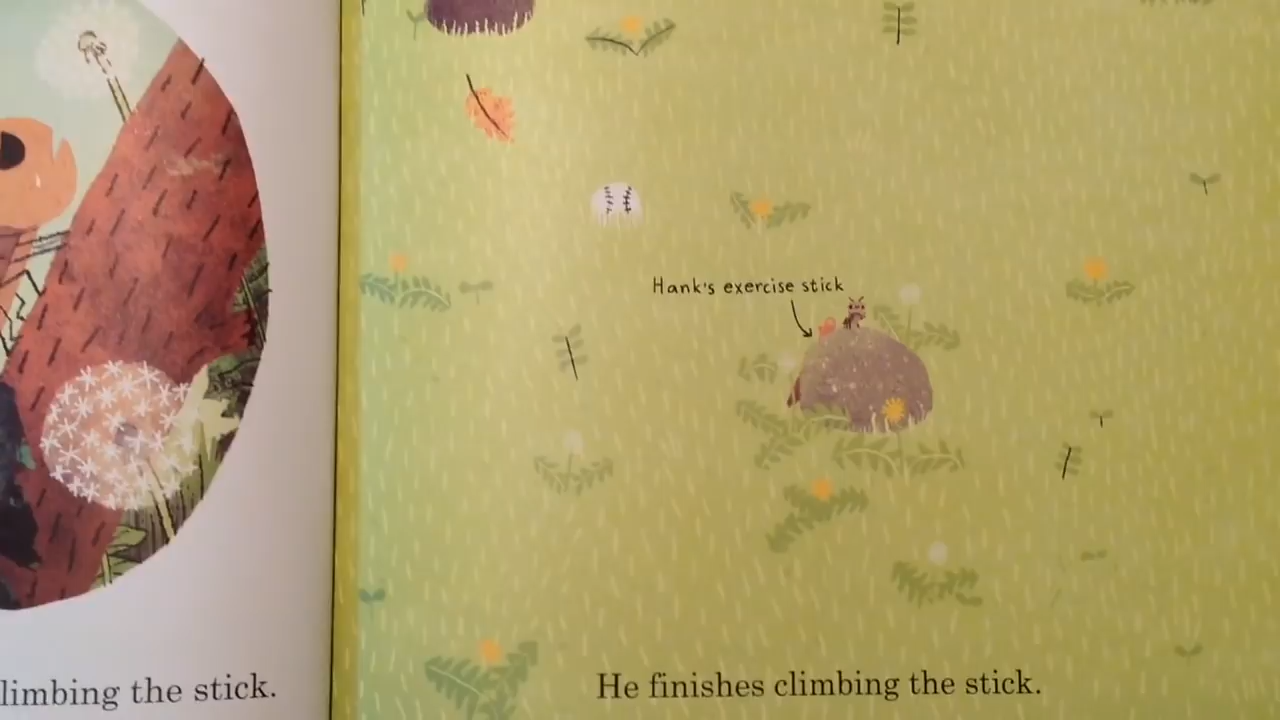 limbing the stick.
Hank's exercise stick
He finishes climbing the stick.